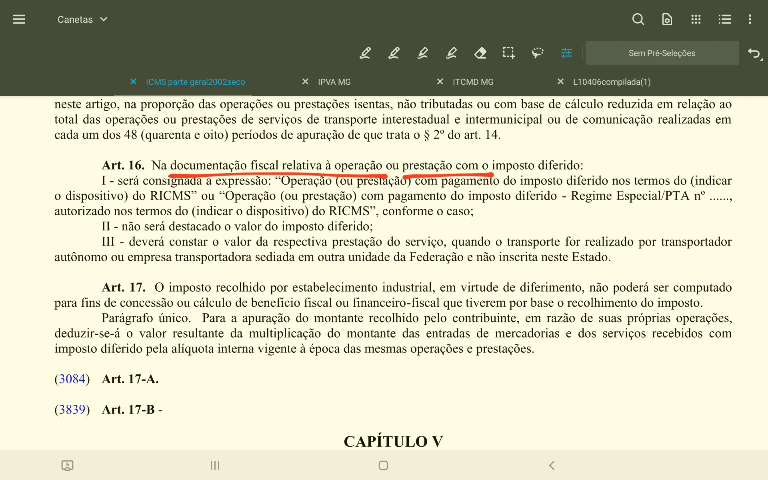 Canetas
Sem Pré-Seleções
× ICMS parte geral2002seco × IPVA MG × ITCMD MG × L10406compilada(1)
neste artigo, na proporção das operações ou prestações isentas, não tributadas ou com base de cálculo reduzida em relação ao
total das operações ou prestações de serviços de transporte interestadual e intermunicipal ou de comunicação realizadas em
cada um dos 48 (quarenta e oito) períodos de apuração de que trata o § 2º do art. 14.
Art. 16. Na documentação fiscal relativa à operação ou prestação com o imposto diferido:
I - será consignada a expressão: “Operação (ou prestação) com pagamento do imposto diferido nos termos do (indicar
o dispositivo) do RICMS” ou “Operação (ou prestação) com pagamento do imposto diferido - Regime Especial/PTA nº ......,
autorizado nos termos do (indicar o dispositivo) do RICMS”, conforme o caso;
II - não será destacado o valor do imposto diferido;
III - deverá constar o valor da respectiva prestação do serviço, quando o transporte for realizado por transportador
autônomo ou empresa transportadora sediada em outra unidade da Federação e não inscrita neste Estado.
Art. 17. O imposto recolhido por estabelecimento industrial, em virtude de diferimento, não poderá ser computado
para fins de concessão ou cálculo de benefício fiscal ou financeiro-fiscal que tiverem por base o recolhimento do imposto.
Parágrafo único. Para a apuração do montante recolhido pelo contribuinte, em razão de suas próprias operações,
deduzir-se-á o valor resultante da multiplicação do montante das entradas de mercadorias e dos serviços recebidos com
imposto diferido pela alíquota interna vigente à época das mesmas operações e prestações.
(3084) Art. 17-A.
(3839) Art. 17-B -
CAPÍTULO V